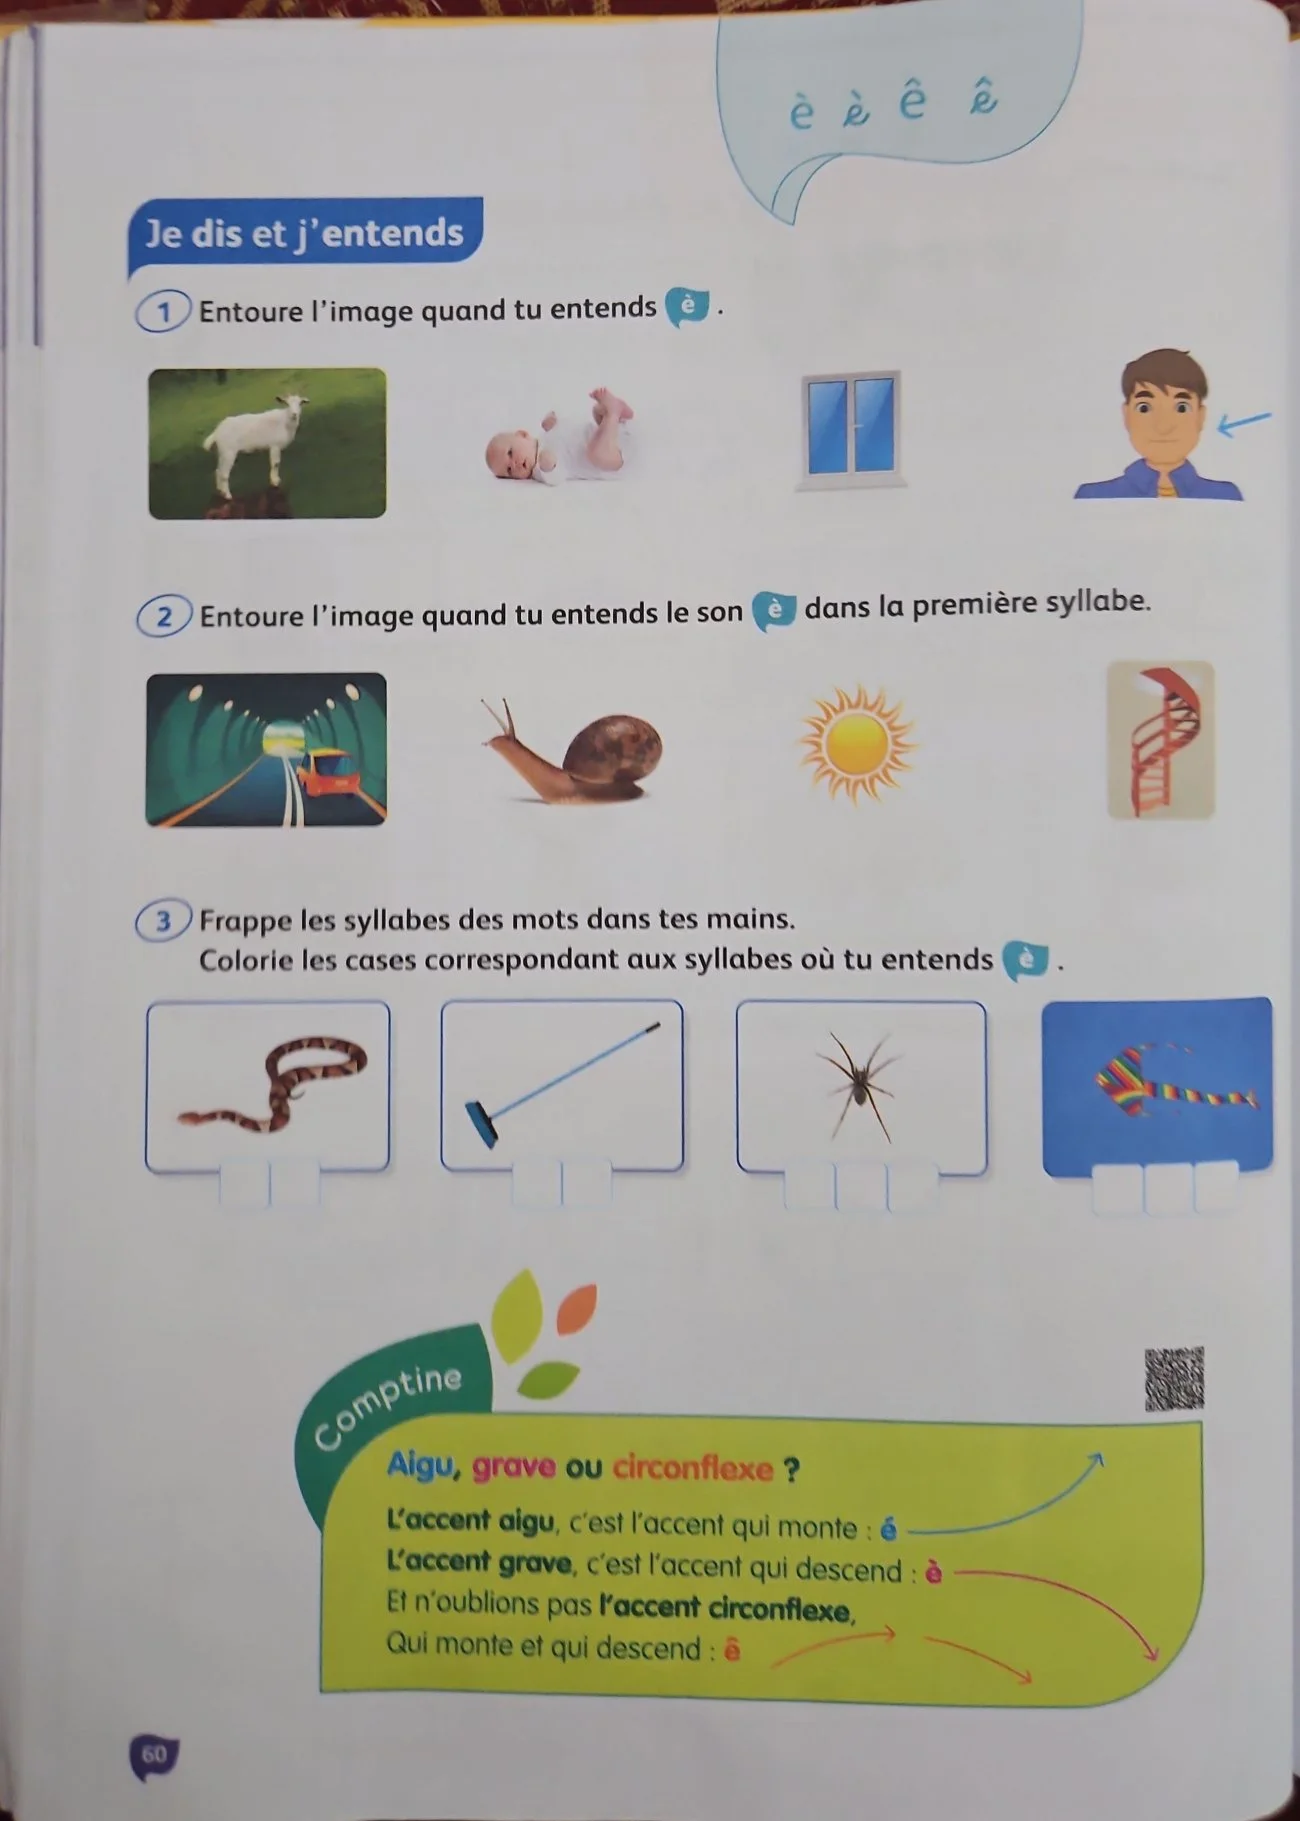 è è ê ê
Je dis et j'entends
1 Entoure l'image quand tu entends è .
2 Entoure l'image quand tu entends le son è dans la première syllabe.
3 Frappe les syllabes des mots dans tes mains.
Colorie les cases correspondant aux syllabes où tu entends è .
Comptine
Aigu, grave ou circonflexe ?
L'accent aigu, c'est l'accent qui monte : é
L'accent grave, c'est l'accent qui descend : è
Et n'oublions pas l'accent circonflexe,
Qui monte et qui descend : ê
60